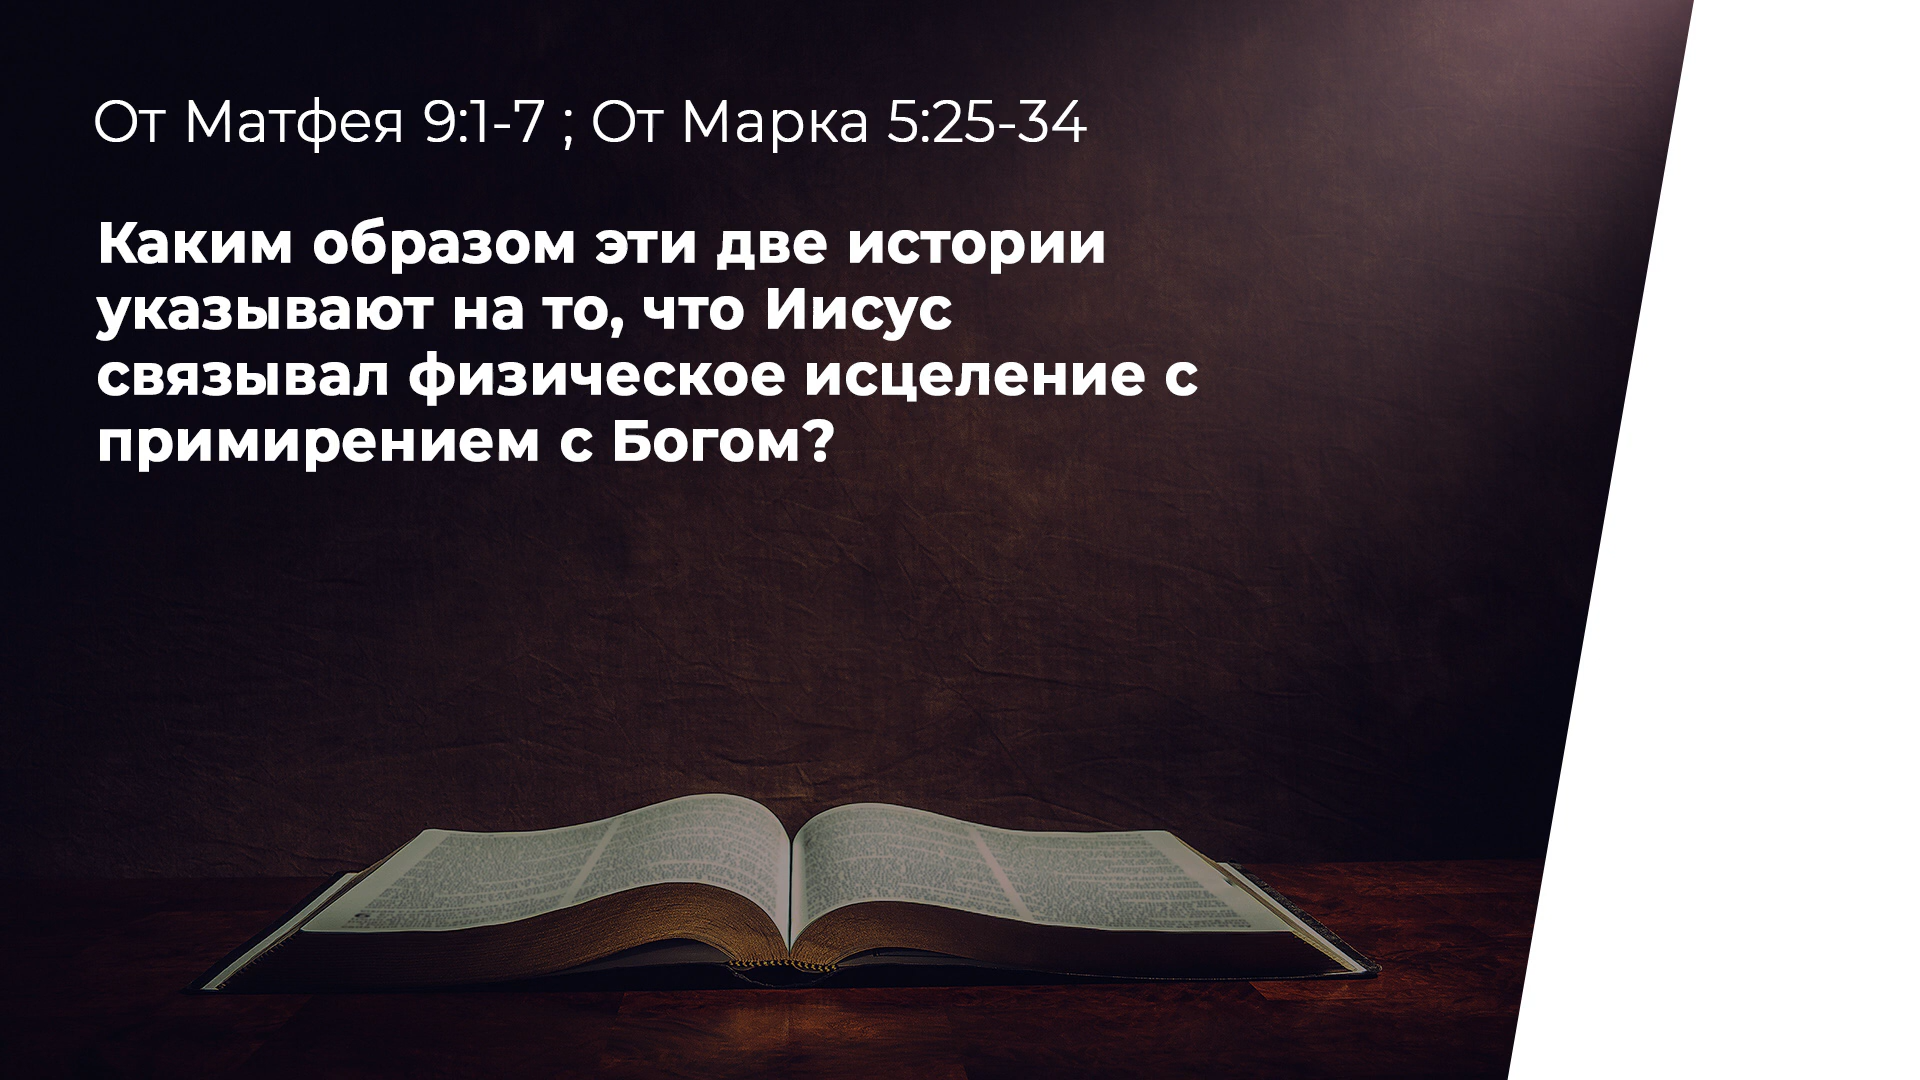 От Матфея 9:1-7 ; От Марка 5:25-34
Каким образом эти две истории
указывают на то, что Иисус
связывал физическое исцеление с
примирением с Богом?